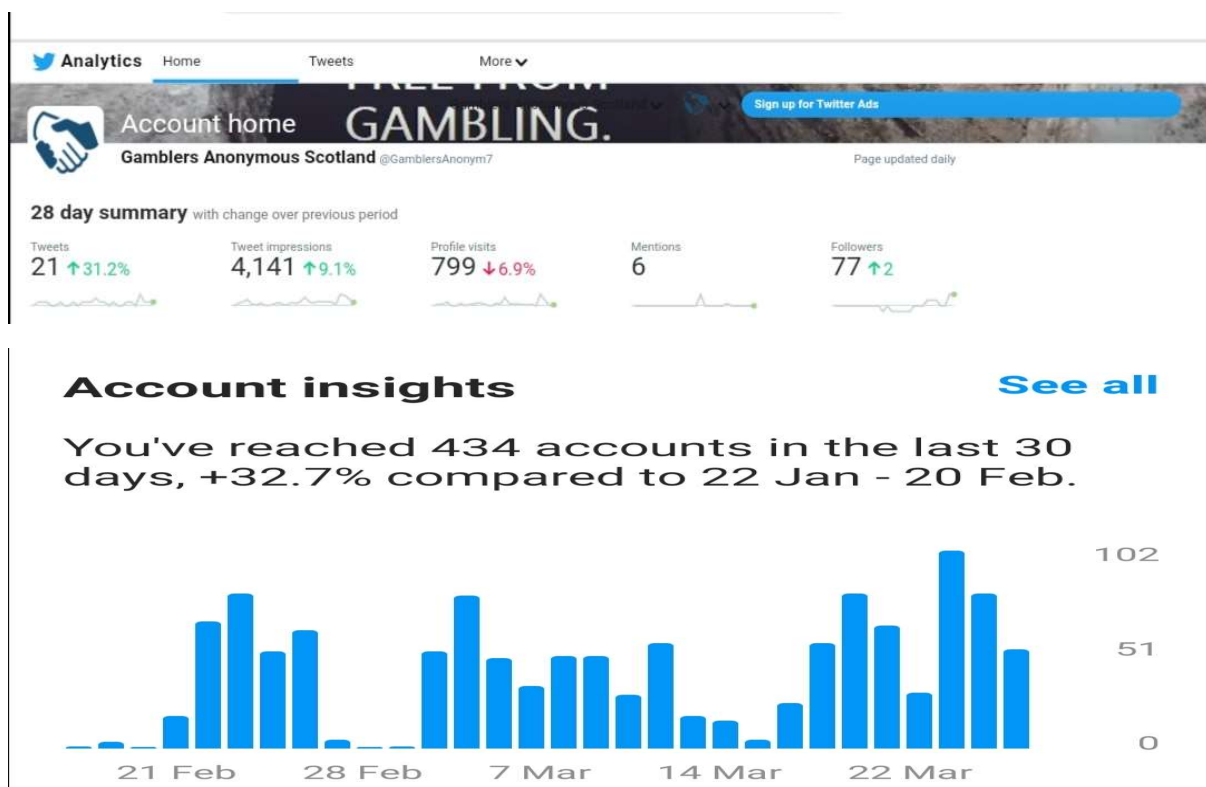 Analytics Home Tweets More
FREE FROM
GAMBLING.
Sign up for Twitter Ads
Account home
Gamblers Anonymous Scotland @GamblersAnonym7 Page updated daily
28 day summary with change over previous period
Tweets Tweet impressions Profile visits Mentions Followers
21 ↑31.2% 4,141 ↑9.1% 799 ↓6.9% 6 77 ↑2
Account insights See all
You've reached 434 accounts in the last 30
days, +32.7% compared to 22 Jan - 20 Feb.
102
51
0
21 Feb 28 Feb 7 Mar 14 Mar 22 Mar